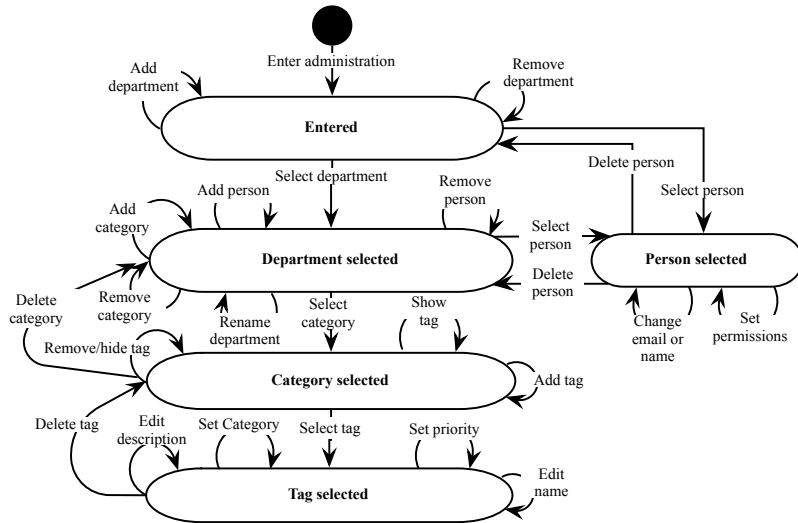 Enter administration
Add
department
Remove
department
Entered
Select department
Delete person
Select person
Add
category
Add person
Remove
person
Select
person
Department selected
Person selected
Delete
person
Delete
category
Remove
category
Rename
department
Select
category
Show
tag
Change
email or
name
Set
permissions
Remove/hide tag
Category selected
Add tag
Delete tag
Edit
description
Set Category
Select tag
Set priority
Edit
name
Tag selected